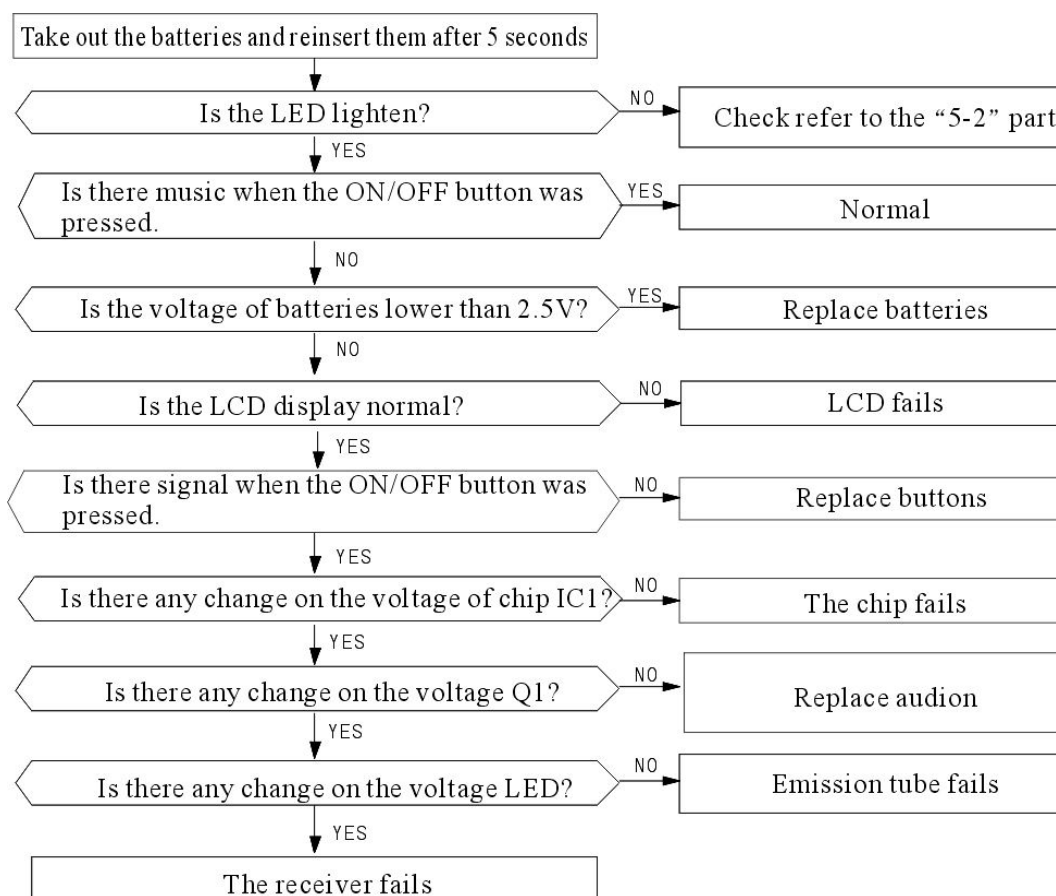 Take out the batteries and reinsert them after 5 seconds
Is the LED lighten?
NO
Check refer to the “5-2” part
YES
Is there music when the ON/OFF button was
pressed.
YES
Normal
NO
Is the voltage of batteries lower than 2.5V?
YES
Replace batteries
NO
Is the LCD display normal?
NO
LCD fails
YES
Is there signal when the ON/OFF button was
pressed.
NO
Replace buttons
YES
Is there any change on the voltage of chip IC1?
NO
The chip fails
YES
Is there any change on the voltage Q1?
NO
Replace audion
YES
Is there any change on the voltage LED?
NO
Emission tube fails
YES
The receiver fails